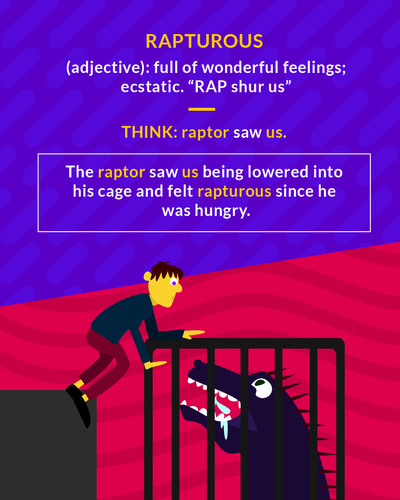 RAPTUROUS
(adjective): full of wonderful feelings;
ecstatic. “RAP shur us”
THINK: raptor saw us.
The raptor saw us being lowered into
his cage and felt rapturous since he
was hungry.